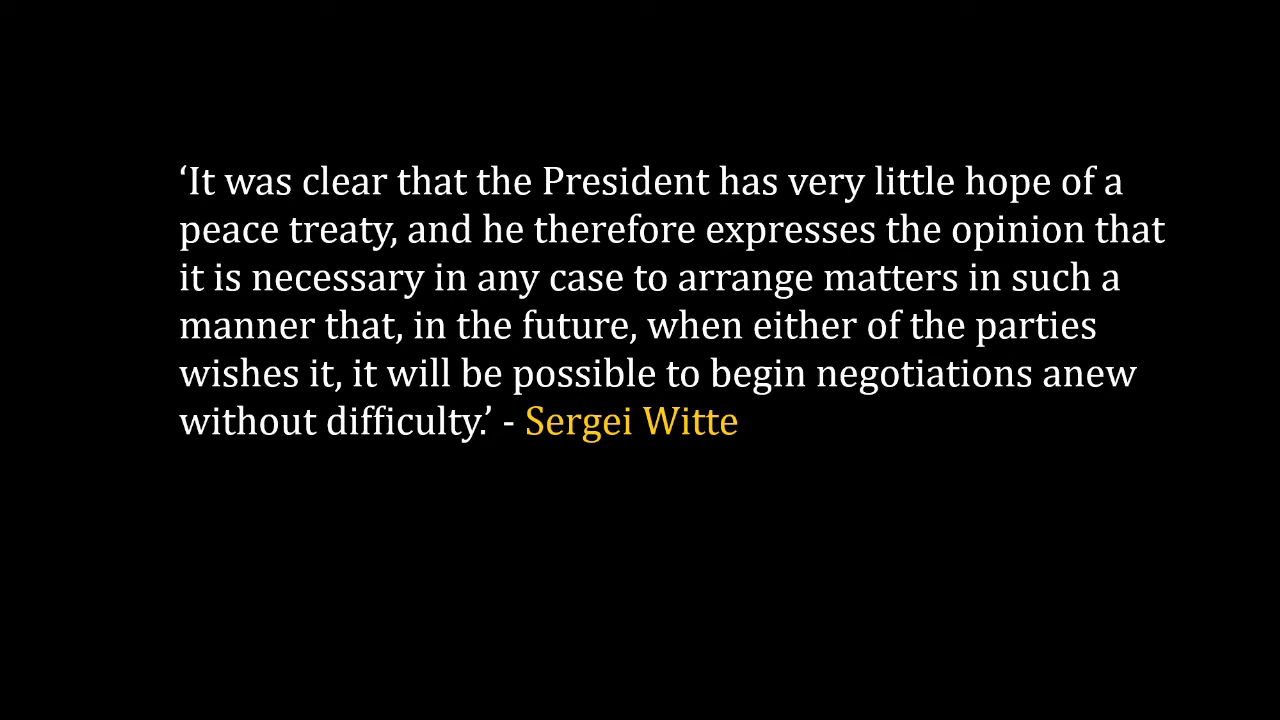 ‘It was clear that the President has very little hope of a
peace treaty, and he therefore expresses the opinion that
it is necessary in any case to arrange matters in such a
manner that, in the future, when either of the parties
wishes it, it will be possible to begin negotiations anew
without difficulty.’ - Sergei Witte